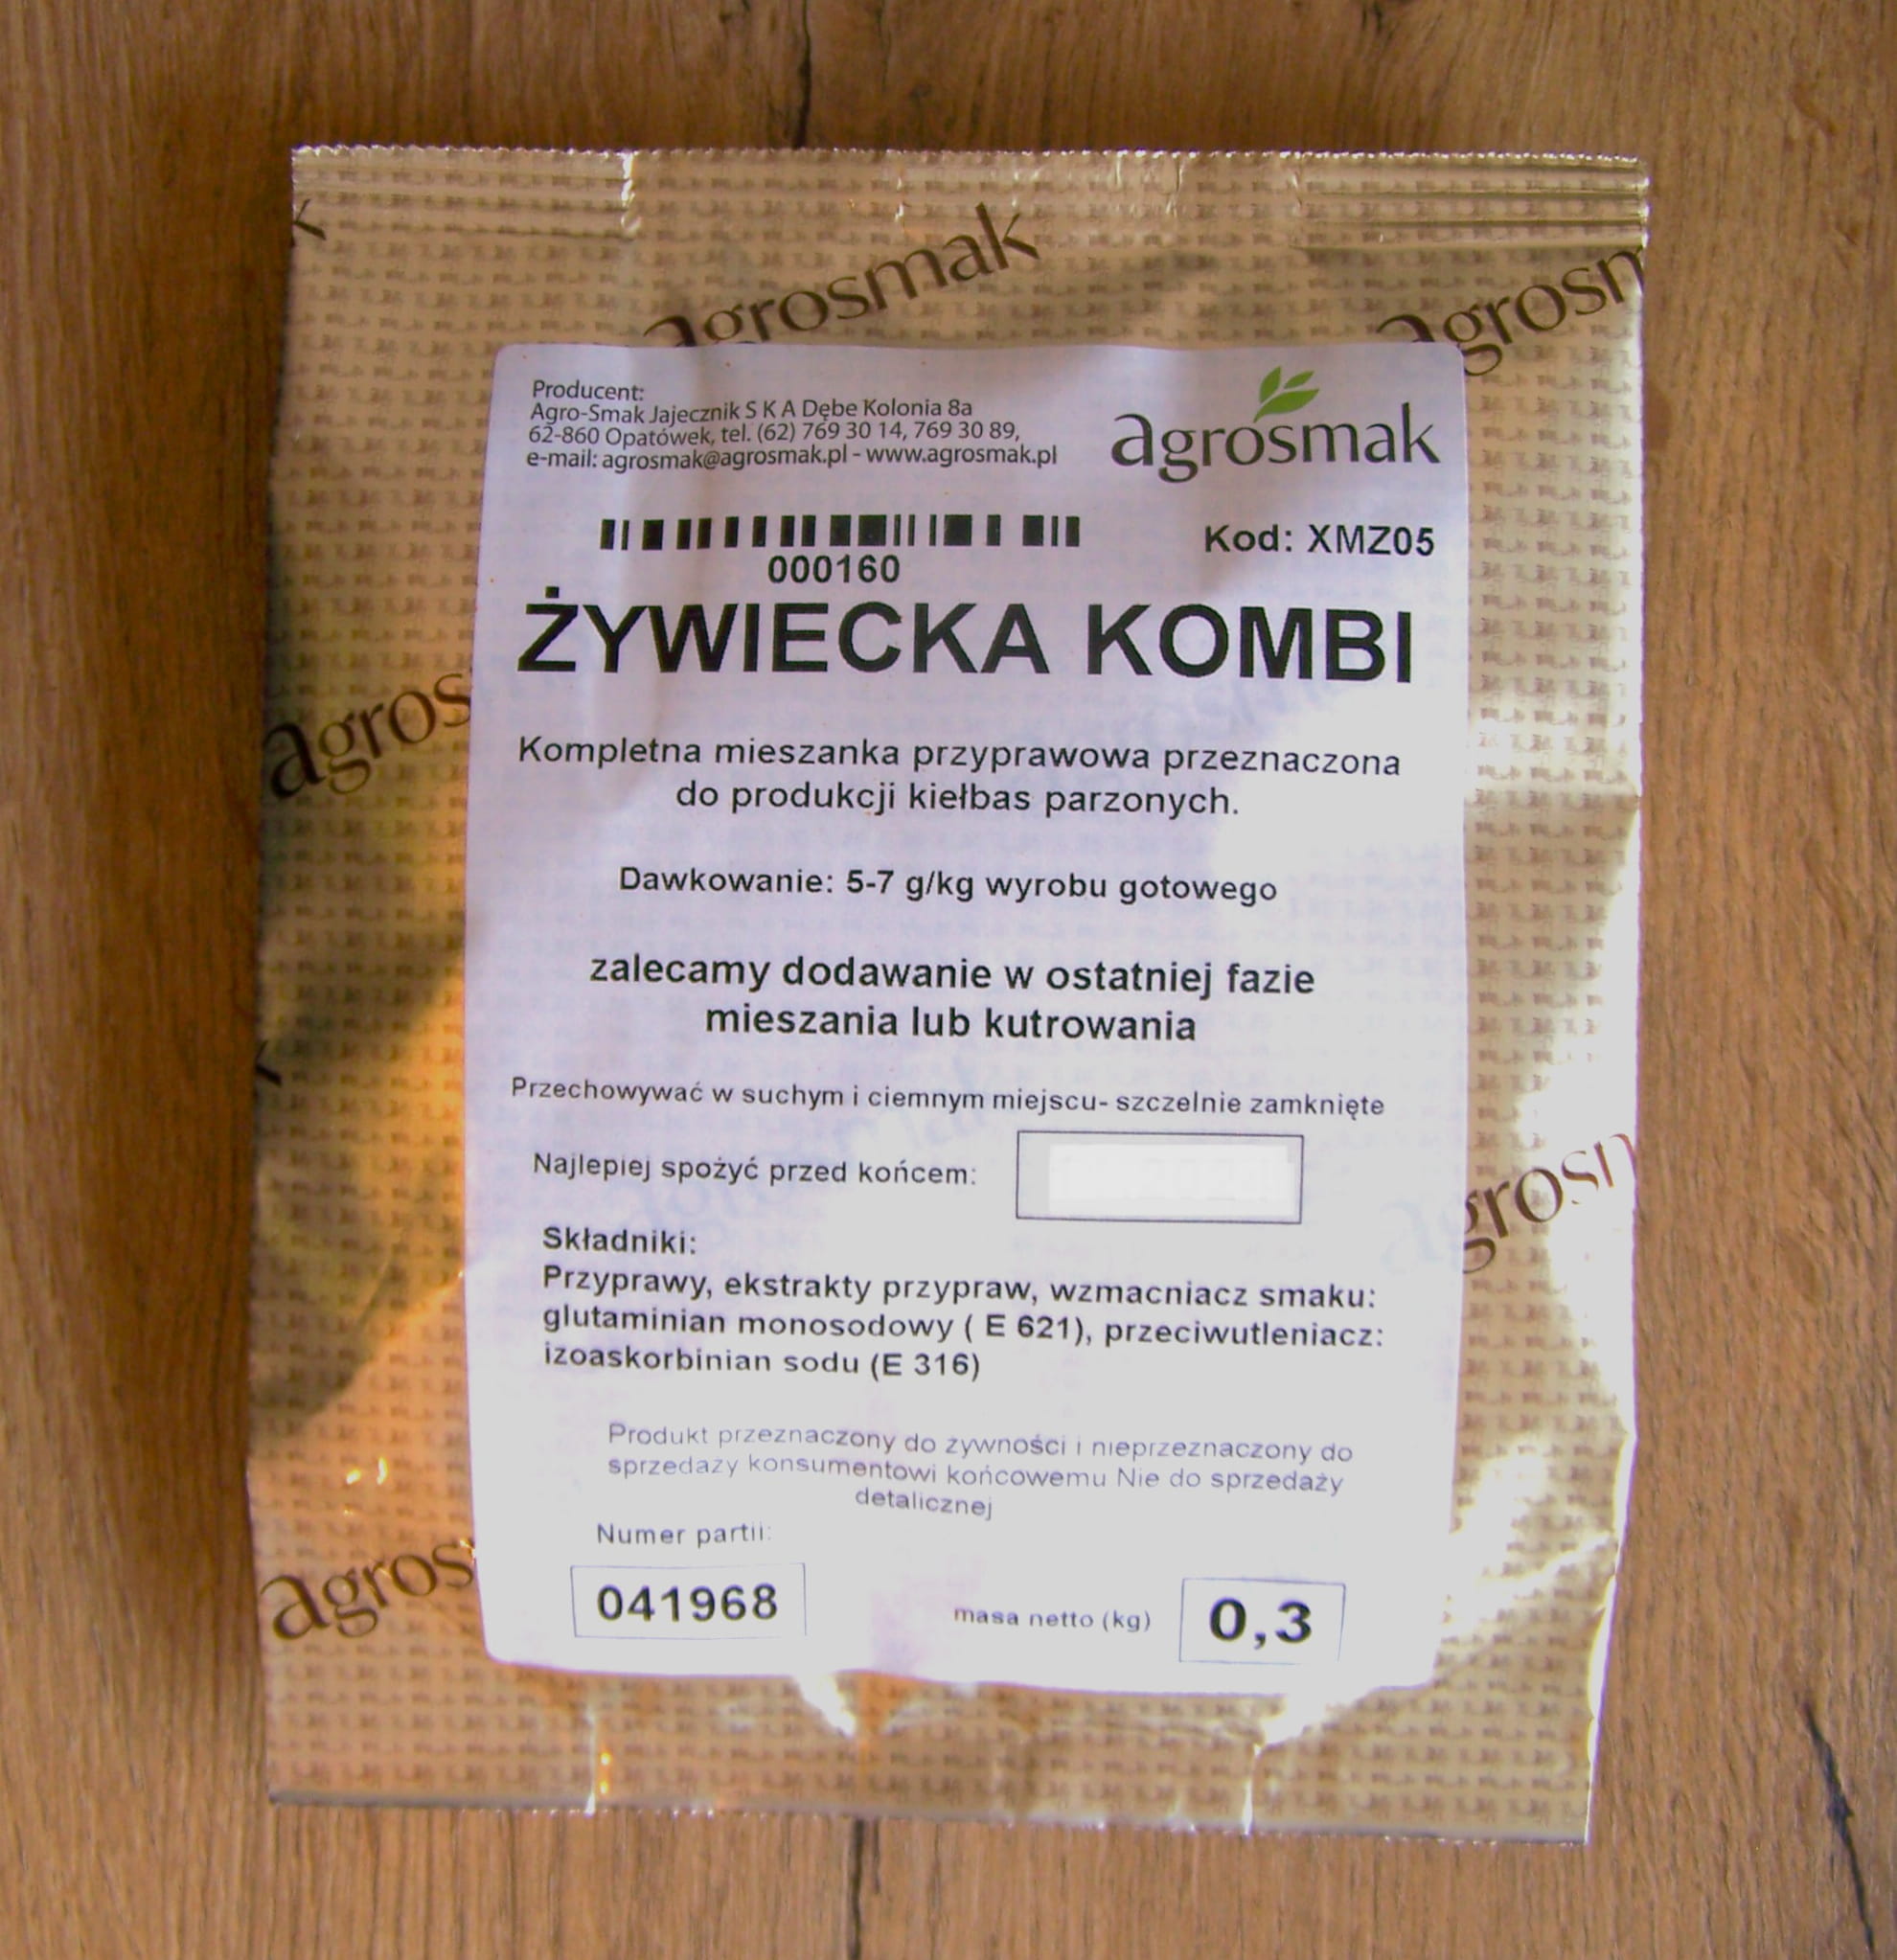 agrosmak
agrosm
Producent:
Agro-Smak Jajecznik S K A Dębe Kolonia 8a
62-860 Opatówek, tel. (62) 769 30 14, 769 30 89,
e-mail: agrosmak@agrosmak.pl - www.agrosmak.pl
agrosmak
Kod: XMZ05
000160
ŻYWIECKA KOMBI
agros
Kompletna mieszanka przyprawowa przeznaczona
do produkcji kiełbas parzonych.
Dawkowanie: 5-7 g/kg wyrobu gotowego
zalecamy dodawanie w ostatniej fazie
mieszania lub kutrowania
Przechowywać w suchym i ciemnym miejscu- szczelnie zamknięte
Najlepiej spożyć przed końcem:
grosm
Składniki:
Przyprawy, ekstrakty przypraw, wzmacniacz smaku:
glutaminian monosodowy ( E 621), przeciwutleniacz:
izoaskorbinian sodu (E 316)
Produkt przeznaczony do żywności i nieprzeznaczony do
sprzedaży konsumentowi końcowemu Nie do sprzedaży
detalicznej
Numer partii:
agros
041968
masa netto (kg)
0,3